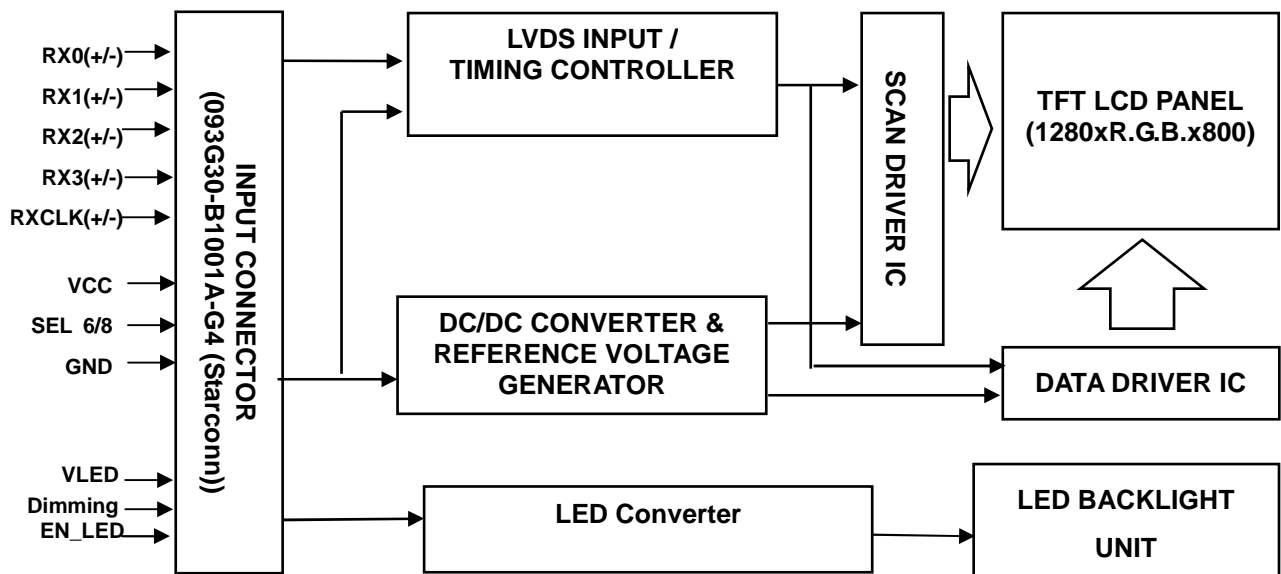 RX0(+/-)
RX1(+/-)
RX2(+/-)
RX3(+/-)
RXCLK(+/-)
VCC
SEL 6/8
GND
VLED
Dimming
EN_LED
INPUT CONNECTOR
(093G30-B1001A-G4 (Starconn))
LVDS INPUT /
TIMING CONTROLLER
DC/DC CONVERTER &
REFERENCE VOLTAGE
GENERATOR
LED Converter
SCAN DRIVER IC
TFT LCD PANEL
(1280xR.G.B.x800)
DATA DRIVER IC
LED BACKLIGHT
UNIT